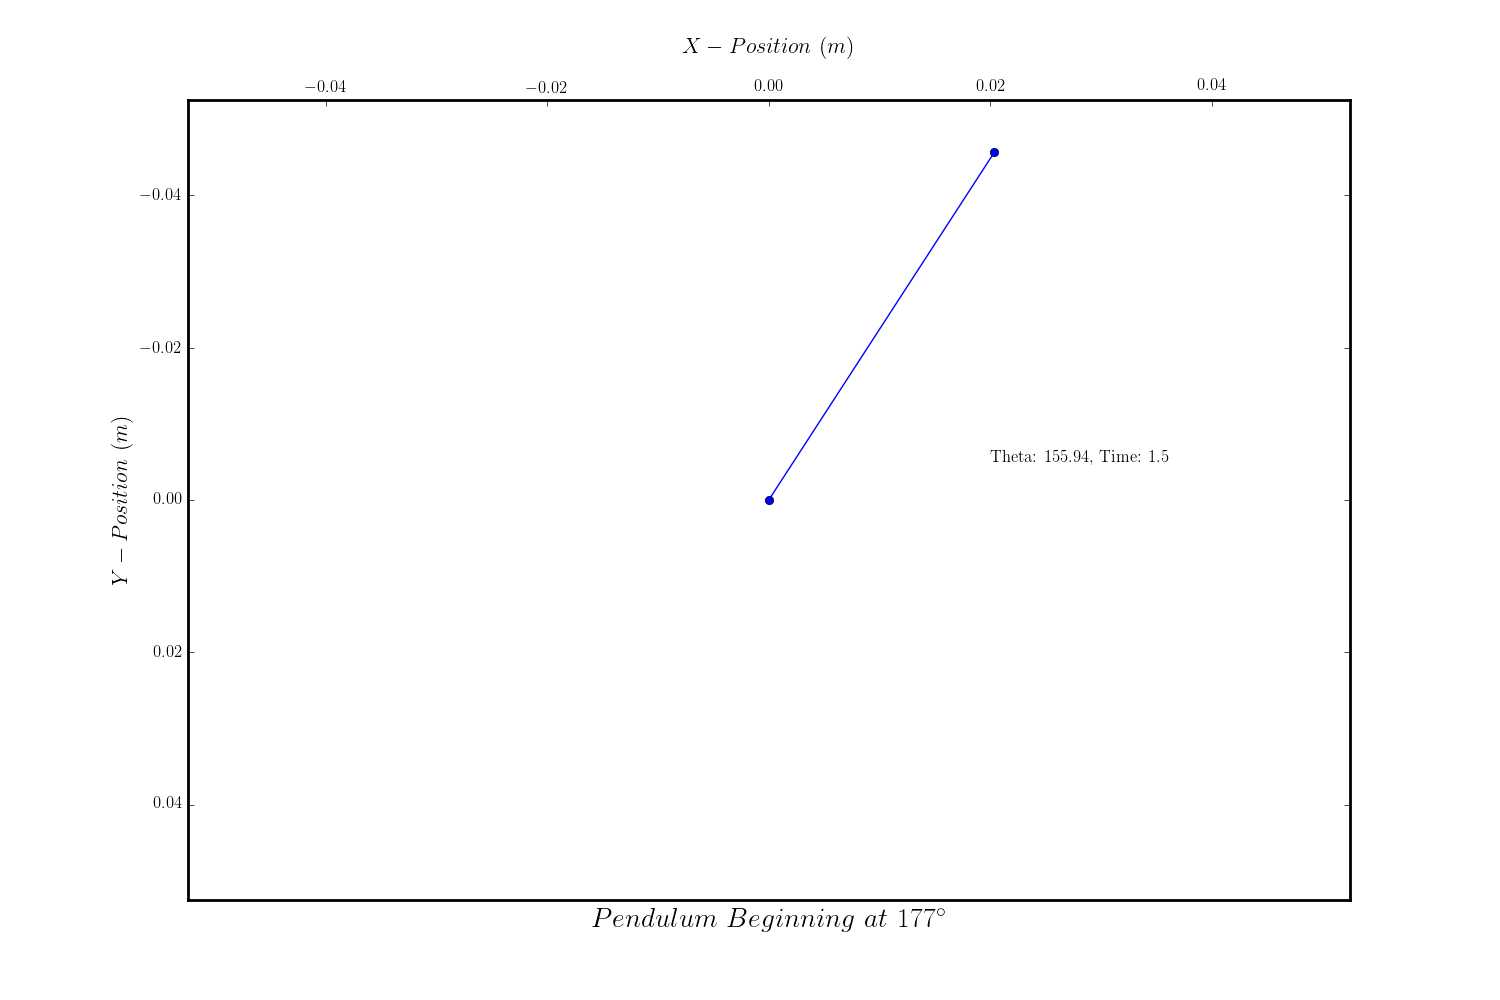 X − Position (m)
−0.04 −0.02 0.00 0.02 0.04
−0.04
−0.02
Theta: 155.94, Time: 1.5
0.00
Y − Position (m)
0.02
0.04
Pendulum Beginning at 177°